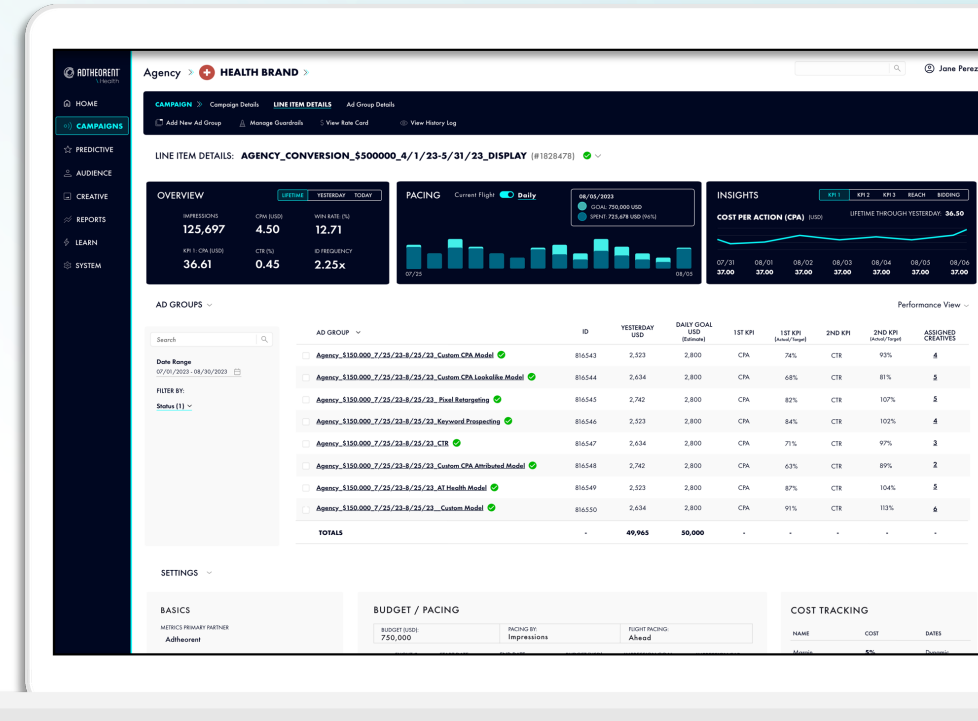 ADTHEORENT
\ Health
Agency > HEALTH BRAND >
Jane Perez
HOME
CAMPAIGNS
PREDICTIVE
AUDIENCE
CREATIVE
REPORTS
LEARN
SYSTEM
CAMPAIGN > Campaign Details LINE ITEM DETAILS Ad Group Details
Add New Ad Group Manage Guardrails $ View Rate Card View History Log
LINE ITEM DETAILS: AGENCY_CONVERSION_$500000_4/1/23-5/31/23_DISPLAY (#1828478)
OVERVIEW LIFETIME YESTERDAY TODAY
IMPRESSIONS CPM (USD) WIN RATE (%)
125,697 4.50 12.71
KPI 1: CPA (USD) CTR (%) ID FREQUENCY
36.61 0.45 2.25x
PACING Current Flight Daily
08/05/2023
GOAL: 750,000 USD
SPENT: 725,678 USD (96%)
07/25 08/05
INSIGHTS KPI 1 KPI 2 KPI 3 REACH BIDDING
COST PER ACTION (CPA) (USD) LIFETIME THROUGH YESTERDAY: 36.50
07/31 08/01 08/02 08/03 08/04 08/05 08/06
37.00 37.00 37.00 37.00 37.00 37.00 37.00
AD GROUPS
Performance View
Search
Date Range
07/01/2023 - 08/30/2023
FILTER BY:
Status (1)
AD GROUP ID YESTERDAY USD DAILY GOAL USD (Estimate) 1ST KPI 1ST KPI (Actual/Target) 2ND KPI 2ND KPI (Actual/Target) ASSIGNED CREATIVES
Agency_$150.000_7/25/23-8/25/23_Custom CPA Model 816543 2,523 2,800 CPA 74% CTR 93% 4
Agency_$150.000_7/25/23-8/25/23_Custom CPA Lookalike Model 816544 2,634 2,800 CPA 68% CTR 81% 5
Agency_$150.000_7/25/23-8/25/23_ Pixel Retargeting 816545 2,742 2,800 CPA 82% CTR 107% 5
Agency_$150.000_7/25/23-8/25/23_Keyword Prospecting 816546 2,523 2,800 CPA 84% CTR 102% 4
Agency_$150.000_7/25/23-8/25/23_CTR 816547 2,634 2,800 CPA 71% CTR 97% 3
Agency_$150.000_7/25/23-8/25/23_Custom CPA Attributed Model 816548 2,742 2,800 CPA 63% CTR 89% 2
Agency_$150.000_7/25/23-8/25/23_AT Health Model 816549 2,523 2,800 CPA 87% CTR 104% 5
Agency_$150.000_7/25/23-8/25/23__Custom Model 816550 2,634 2,800 CPA 91% CTR 113% 6
TOTALS - 49,965 50,000 - - - - -
SETTINGS
BASICS
METRICS PRIMARY PARTNER
Adtheorent
BUDGET / PACING
BUDGET (USD): PACING BY: FLIGHT PACING:
750,000 Impressions Ahead
COST TRACKING
NAME COST DATES
Margin 5% Dynamic